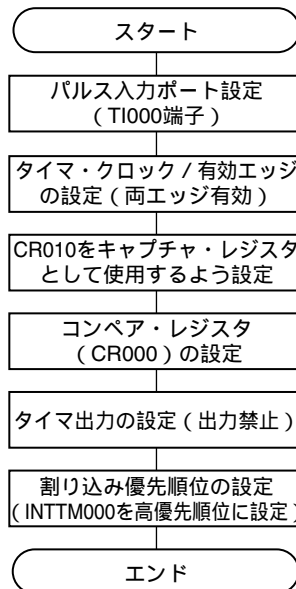 スタート
パルス入力ポート設定
（TI000端子）
タイマ・クロック / 有効エッジ
の設定（両エッジ有効）
CR010をキャプチャ・レジスタ
として使用するよう設定
コンペア・レジスタ
（CR000）の設定
タイマ出力の設定（出力禁止）
割り込み優先順位の設定
（INTTM000を高優先順位に設定）
エンド